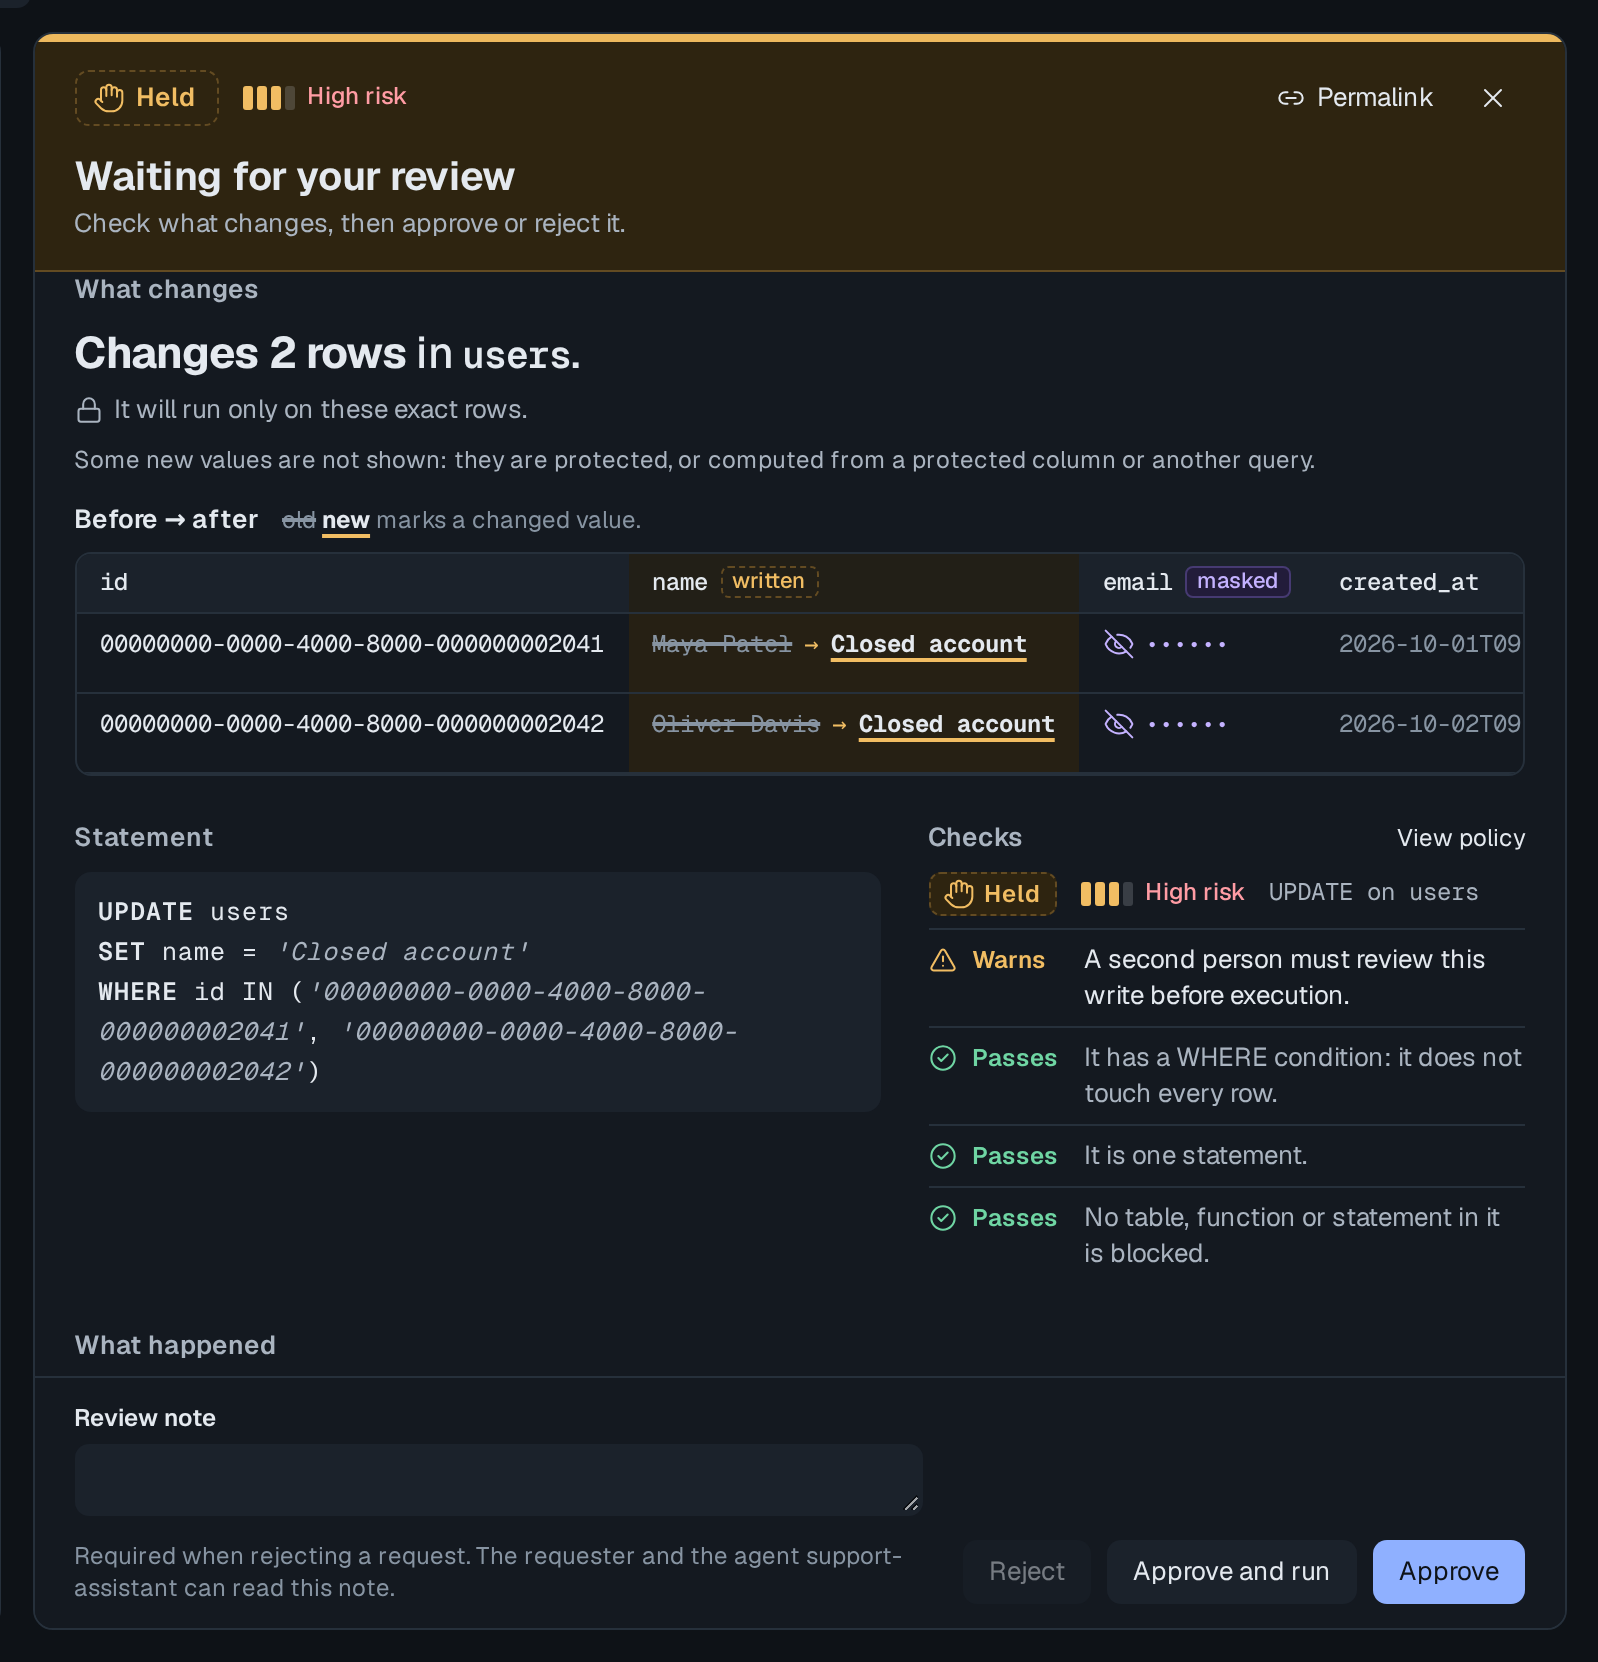 Held High risk Permalink
Waiting for your review
Check what changes, then approve or reject it.
What changes
Changes 2 rows in users.
It will run only on these exact rows.
Some new values are not shown: they are protected, or computed from a protected column or another query.
Before → after old new marks a changed value.
id name written email masked created_at
00000000-0000-4000-8000-000000002041 Maya Patel → Closed account •••••• 2026-10-01T09
00000000-0000-4000-8000-000000002042 Oliver Davis → Closed account •••••• 2026-10-02T09
Statement
UPDATE users
SET name = 'Closed account'
WHERE id IN ('00000000-0000-4000-8000-
000000002041', '00000000-0000-4000-8000-
000000002042')
Checks View policy
Held High risk UPDATE on users
Warns A second person must review this
write before execution.
Passes It has a WHERE condition: it does not
touch every row.
Passes It is one statement.
Passes No table, function or statement in it
is blocked.
What happened
Review note
Required when rejecting a request. The requester and the agent support-
assistant can read this note.
Reject Approve and run Approve